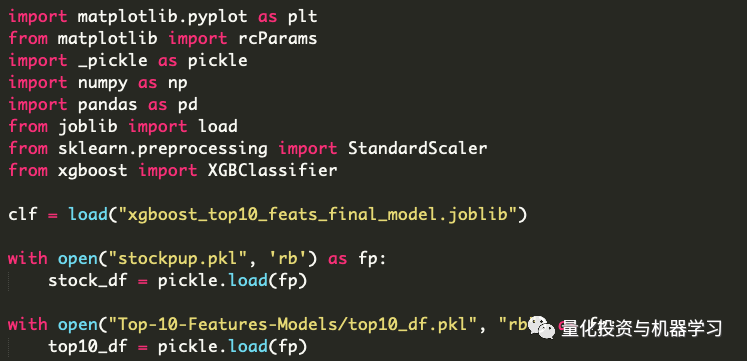 import matplotlib.pyplot as plt
from matplotlib import rcParams
import _pickle as pickle
import numpy as np
import pandas as pd
from joblib import load
from sklearn.preprocessing import StandardScaler
from xgboost import XGBClassifier
clf = load("xgboost_top10_feats_final_model.joblib")
with open("stockpup.pkl", 'rb') as fp:
    stock_df = pickle.load(fp)
with open("Top-10-Features-Models/top10_df.pkl", "rb
量化投资与机器学习
    top10_df = pickle.load(fp)